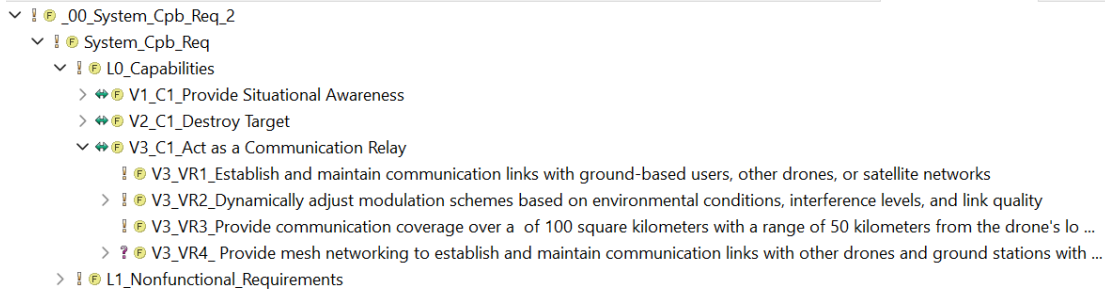 _00_System_Cpb_Req_2
System_Cpb_Req
L0_Capabilities
V1_C1_Provide Situational Awareness
V2_C1_Destroy Target
V3_C1_Act as a Communication Relay
V3_VR1_Establish and maintain communication links with ground-based users, other drones, or satellite networks
V3_VR2_Dynamically adjust modulation schemes based on environmental conditions, interference levels, and link quality
V3_VR3_Provide communication coverage over a  of 100 square kilometers with a range of 50 kilometers from the drone's lo ...
V3_VR4_ Provide mesh networking to establish and maintain communication links with other drones and ground stations with ...
L1_Nonfunctional_Requirements